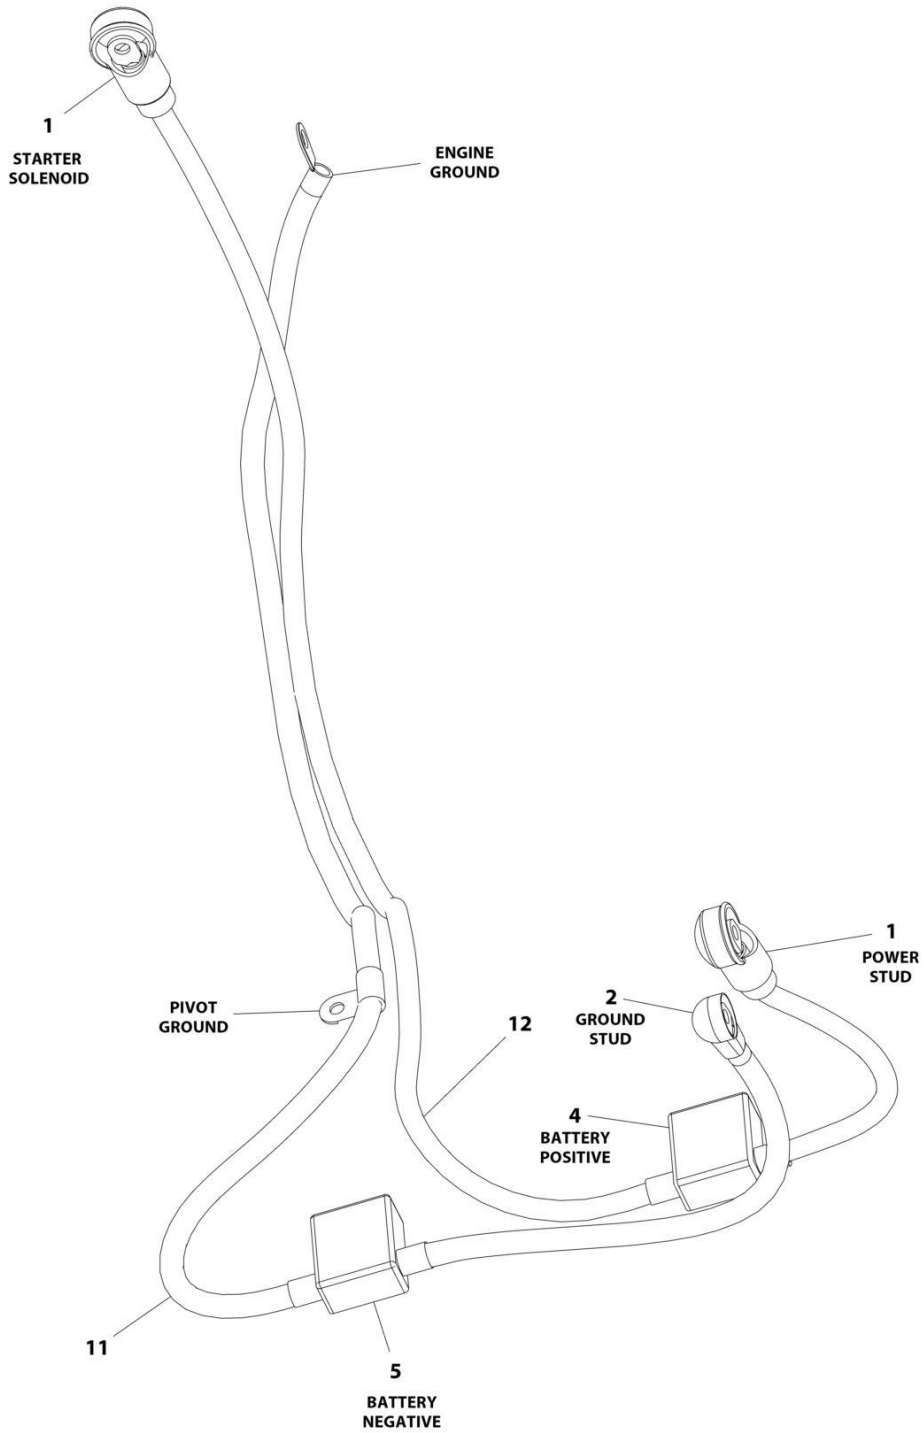 1
STARTER
SOLENOID
ENGINE
GROUND
1
POWER
STUD
2
GROUND
STUD
PIVOT
GROUND
12
4
BATTERY
POSITIVE
11
5
BATTERY
NEGATIVE